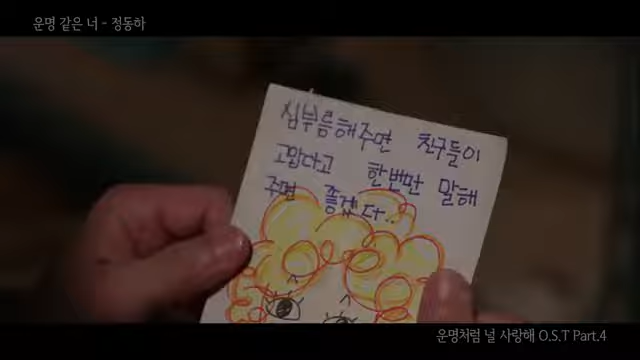 운명 같은 너 - 정동하
심부름해주면 친구들이
고맙다고 한번만 말해
주면 좋겠다..
운명처럼 널 사랑해 O.S.T Part.4